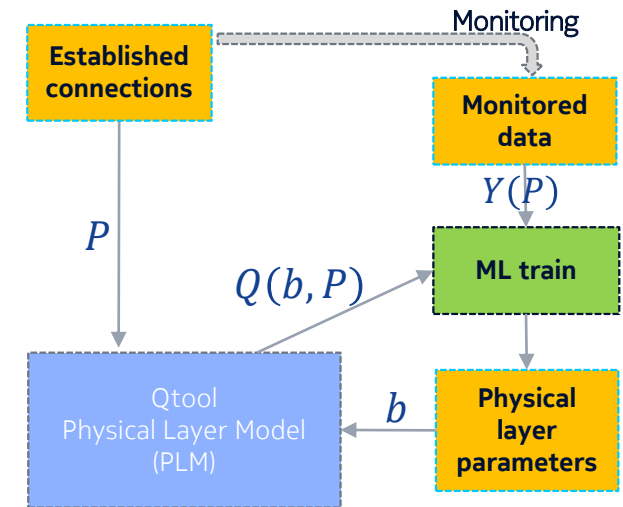 Monitoring
Established
connections
Monitored
data
Y(P)
P
ML train
Q(b, P)
Qtool
Physical Layer Model
(PLM)
b
Physical
layer
parameters